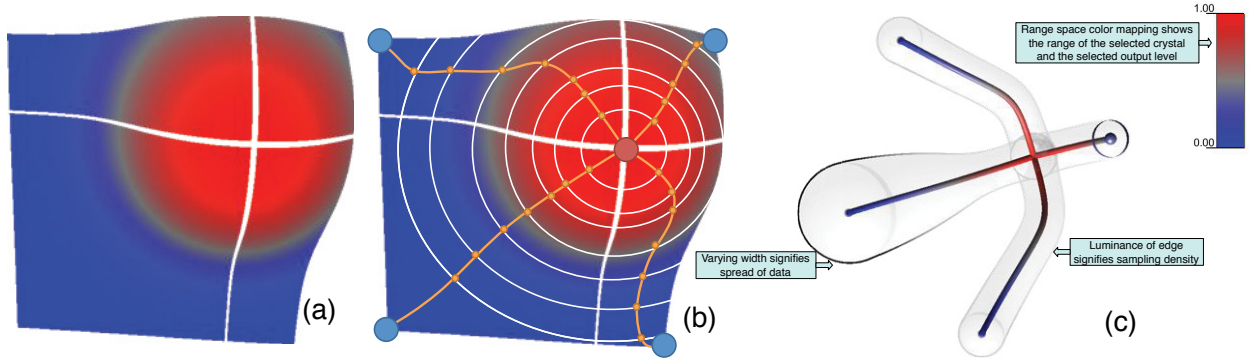 (a)
(b)
Range space color mapping shows
the range of the selected crystal
and the selected output level
1.00
0.00
Varying width signifies
spread of data
Luminance of edge
signifies sampling density
(c)